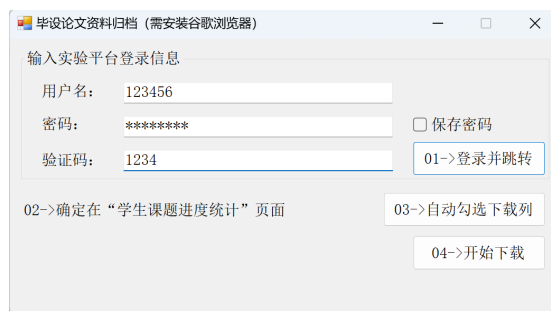 毕设论文资料归档（需安装谷歌浏览器）
输入实验平台登录信息
用户名： 123456
密码： ******** 保存密码
验证码： 1234 01->登录并跳转
02->确定在“学生课题进度统计”页面 03->自动勾选下载列
04->开始下载